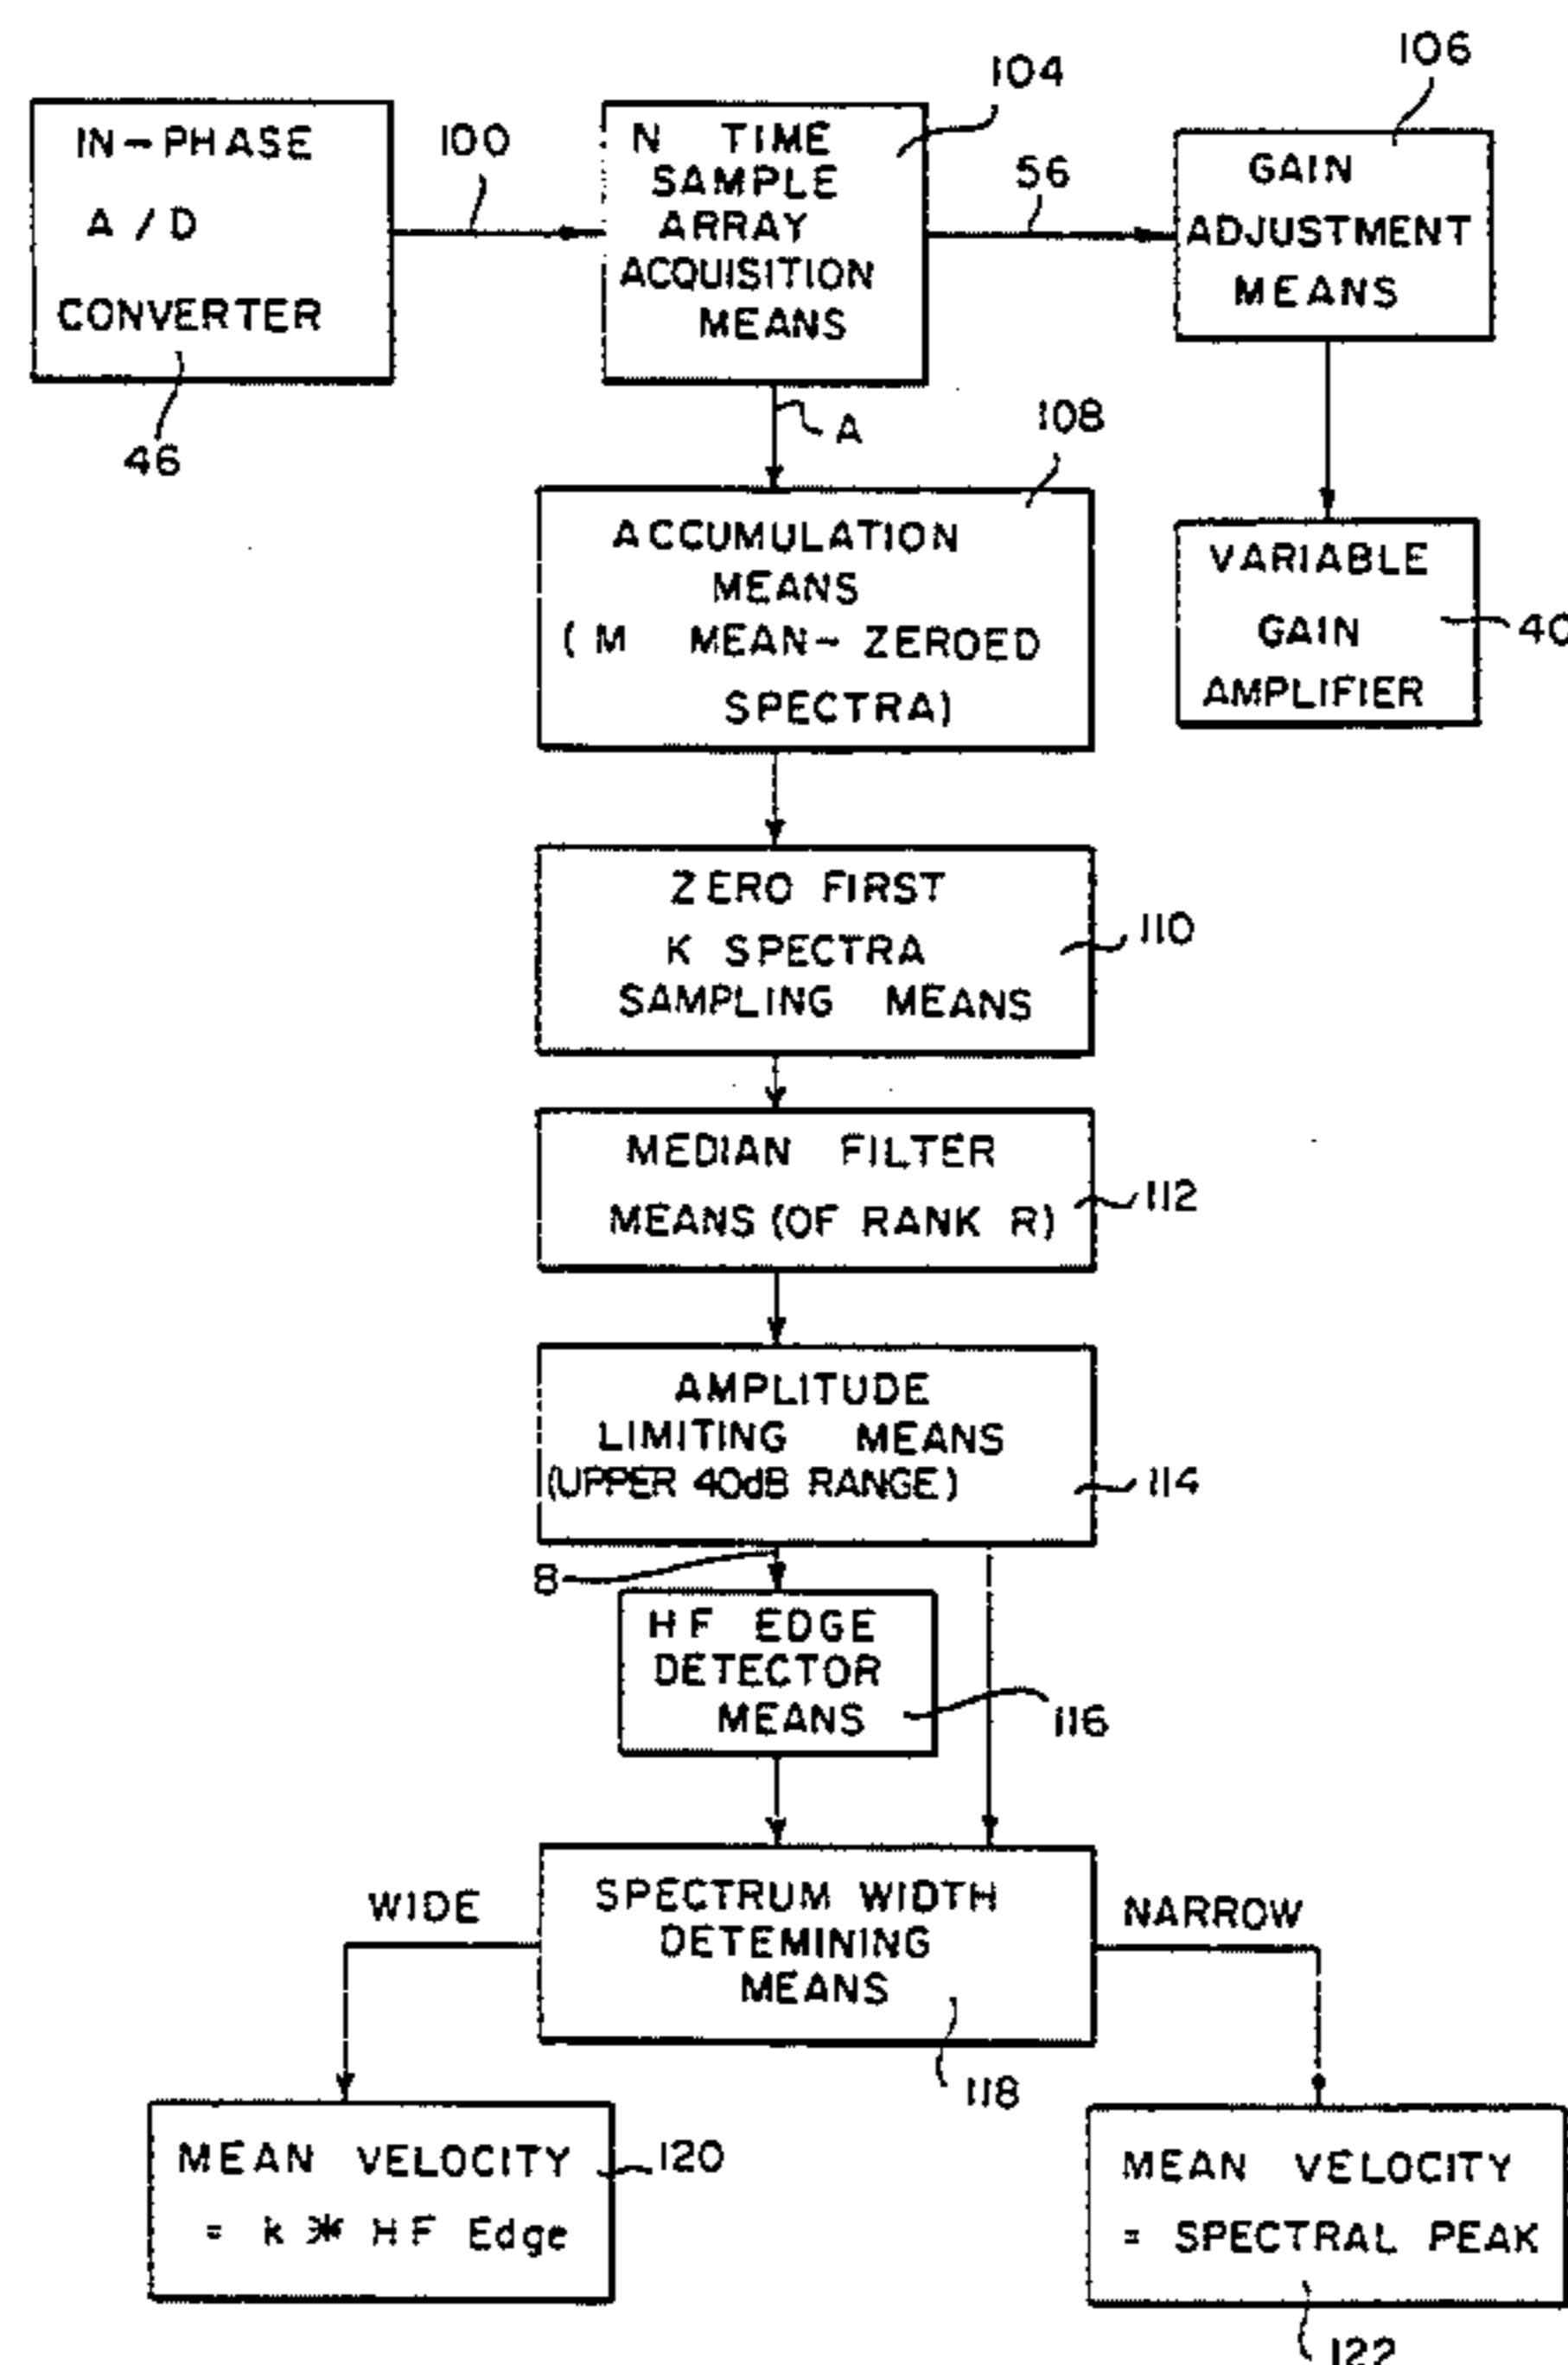 IN-PHASE
A/D
CONVERTER
46
100
N TIME
SAMPLE
ARRAY
ACQUISITION
MEANS
104
56
106
GAIN
ADJUSTMENT
MEANS
A
VARIABLE
GAIN
AMPLIFIER
40
108
ACCUMULATION
MEANS
(M MEAN-ZEROED
SPECTRA)
ZERO FIRST
K SPECTRA
SAMPLING MEANS
110
MEDIAN FILTER
MEANS (OF RANK R)
112
AMPLITUDE
LIMITING MEANS
(UPPER 40dB RANGE)
114
8
HF EDGE
DETECTOR
MEANS
116
SPECTRUM WIDTH
DETEMINING
MEANS
118
WIDE
NARROW
MEAN VELOCITY
= k * HF Edge
120
MEAN VELOCITY
= SPECTRAL PEAK
122